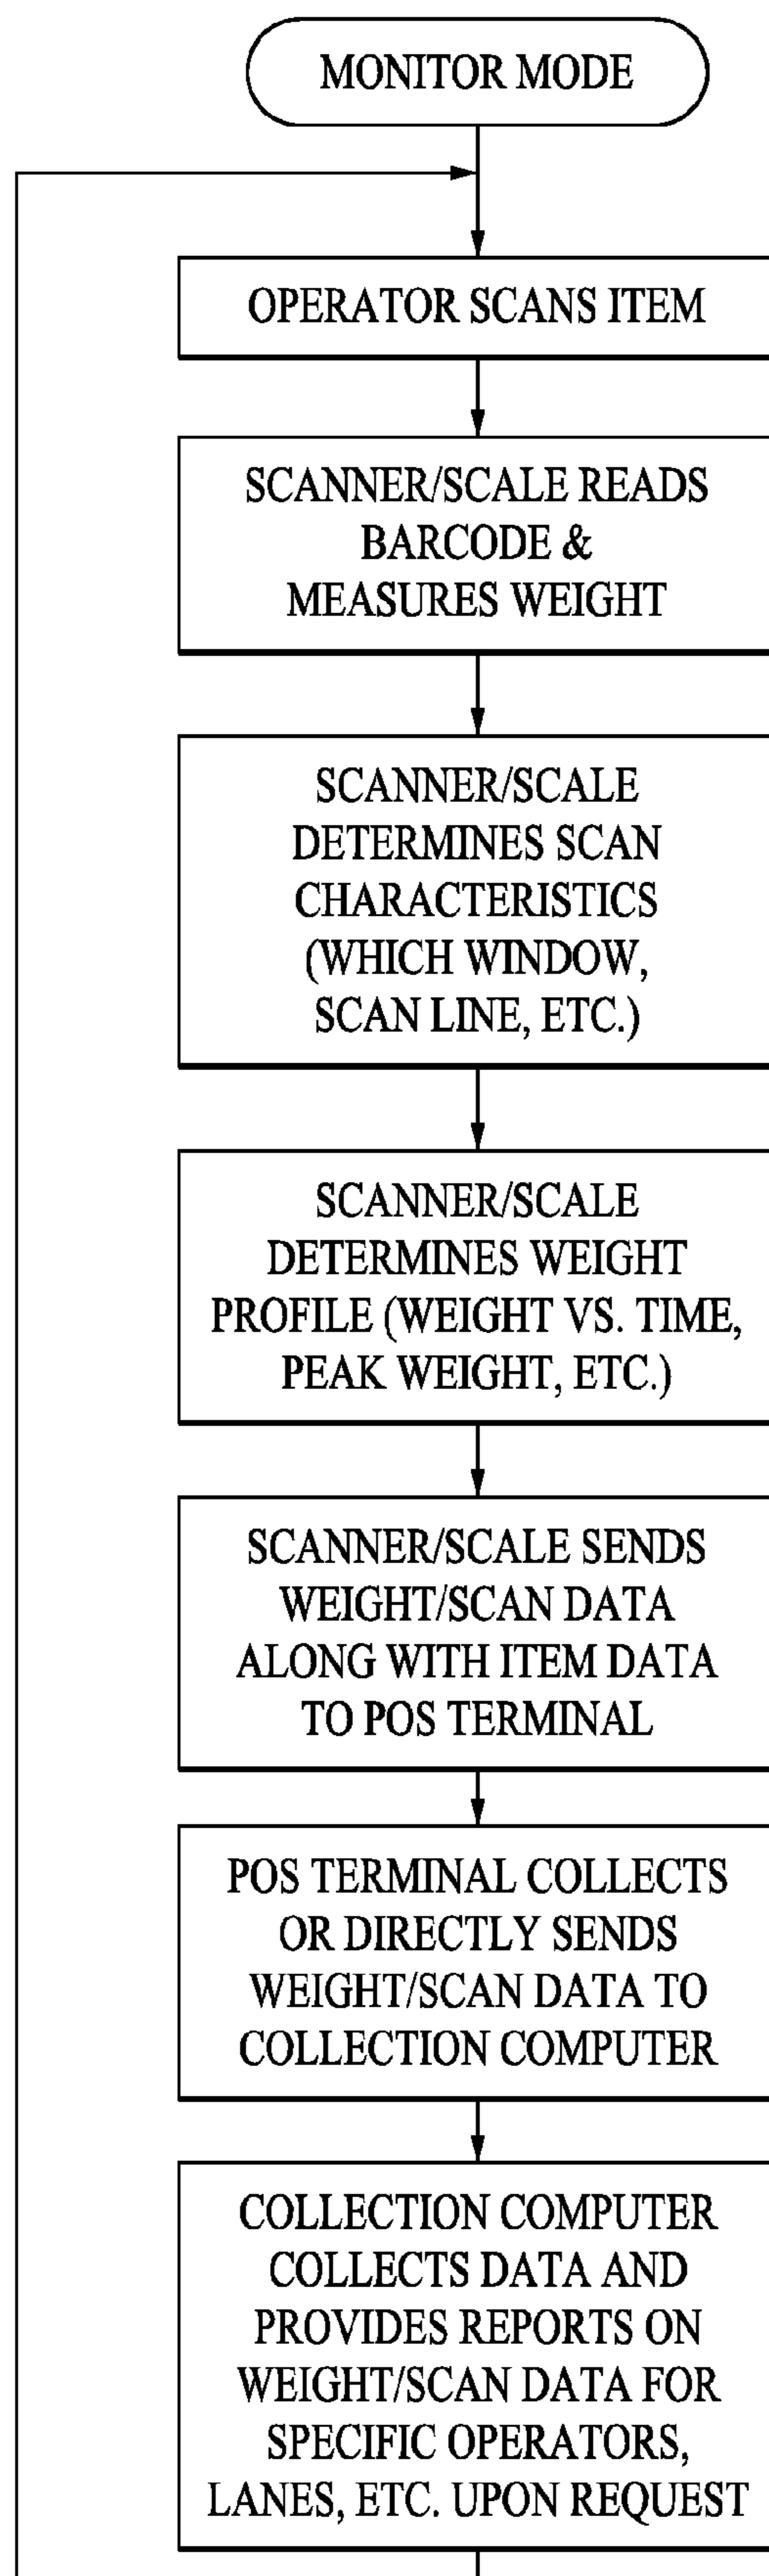 MONITOR MODE
OPERATOR SCANS ITEM
SCANNER/SCALE READS
BARCODE &
MEASURES WEIGHT
SCANNER/SCALE
DETERMINES SCAN
CHARACTERISTICS
(WHICH WINDOW,
SCAN LINE, ETC.)
SCANNER/SCALE
DETERMINES WEIGHT
PROFILE (WEIGHT VS. TIME,
PEAK WEIGHT, ETC.)
SCANNER/SCALE SENDS
WEIGHT/SCAN DATA
ALONG WITH ITEM DATA
TO POS TERMINAL
POS TERMINAL COLLECTS
OR DIRECTLY SENDS
WEIGHT/SCAN DATA TO
COLLECTION COMPUTER
COLLECTION COMPUTER
COLLECTS DATA AND
PROVIDES REPORTS ON
WEIGHT/SCAN DATA FOR
SPECIFIC OPERATORS,
LANES, ETC. UPON REQUEST